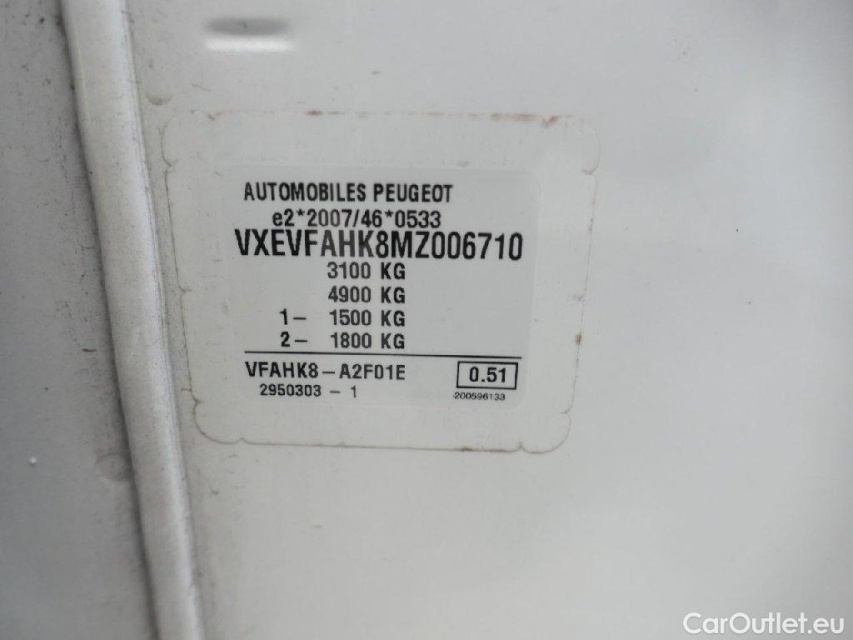 AUTOMOBILES PEUGEOT
e2*2007/46*0533
VXEVFAHK8MZ006710
3100 KG
4900 KG
1- 1500 KG
2- 1800 KG
VFAHK8-A2F01E 0.51
2950303 - 1 200596133
CarOutlet.eu